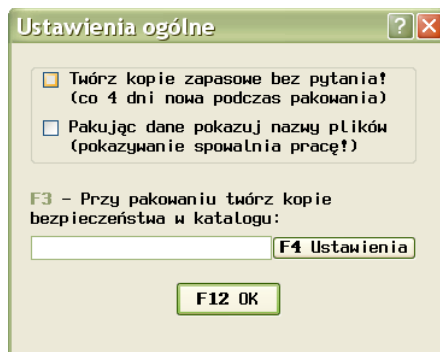 Ustawienia ogólne
Twórz kopie zapasowe bez pytania!
(co 4 dni nowa podczas pakowania)
Pakując dane pokazuj nazwy plików
(pokazywanie spowalnia pracę!)
F3 - Przy pakowaniu twórz kopie
bezpieczeństwa w katalogu:
F4 Ustawienia
F12 OK